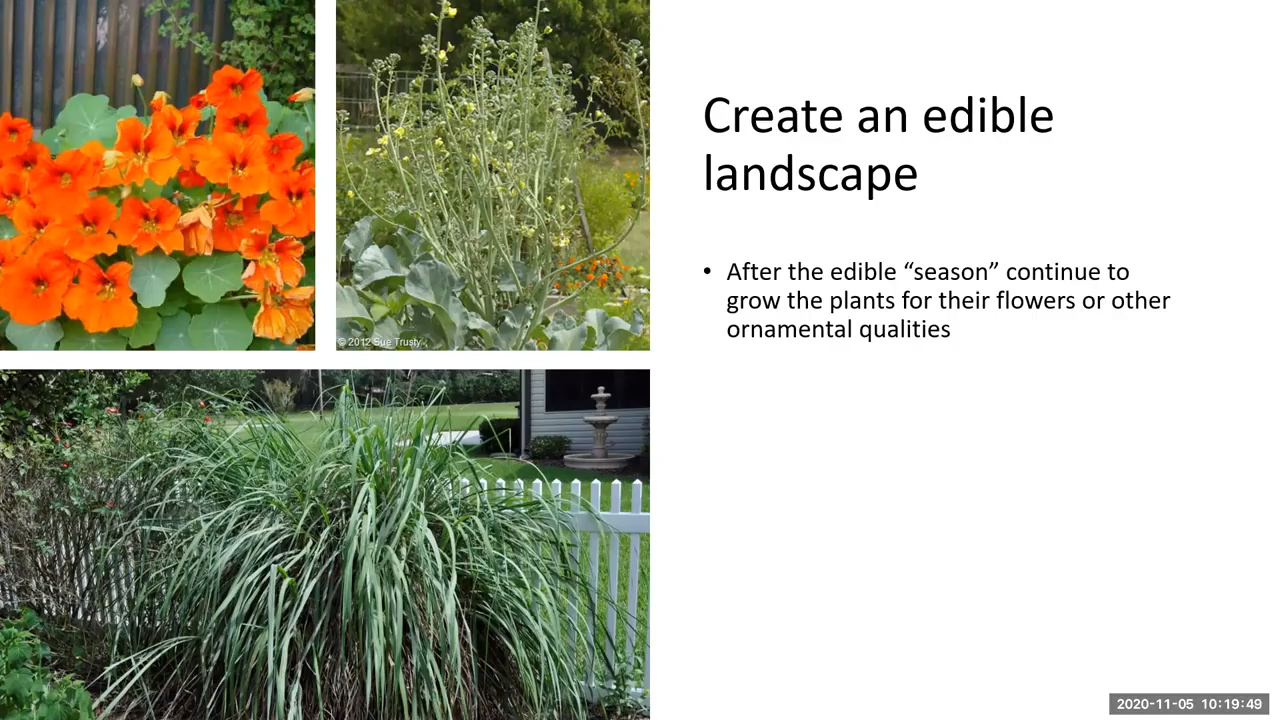 Create an edible
landscape
• After the edible “season” continue to
grow the plants for their flowers or other
ornamental qualities
© 2012 Sue Trusty
2020-11-05 10:19:49